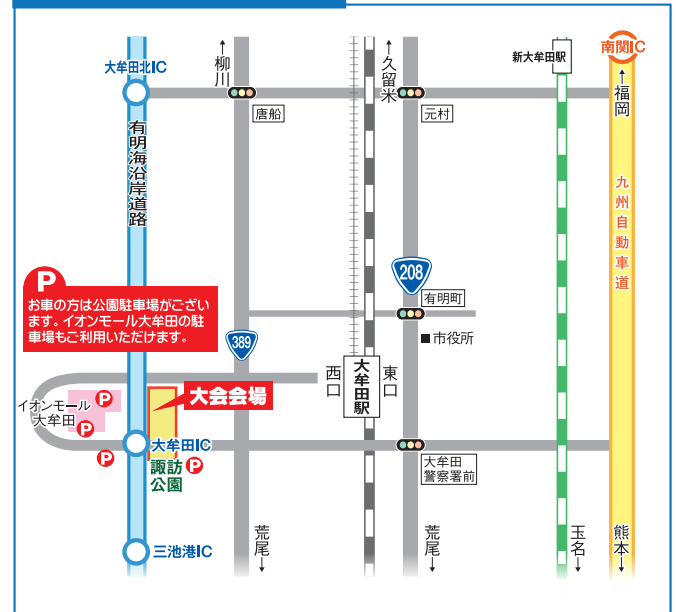 南関IC
新大牟田駅
大牟田北IC
↑柳川
↑久留米
↑福岡
唐船
元村
有明海沿岸道路
九州自動車道
P
お車の方は公園駐車場がござい
ます。イオンモール大牟田の駐
車場もご利用いただけます。
208
有明町
389
■市役所
西口
大牟田駅
東口
大会会場
イオンモール
大牟田
P
P
P
大牟田IC
諏訪
公園
P
大牟田
警察署前
荒尾↓
荒尾↓
玉名↓
熊本↓
三池港IC